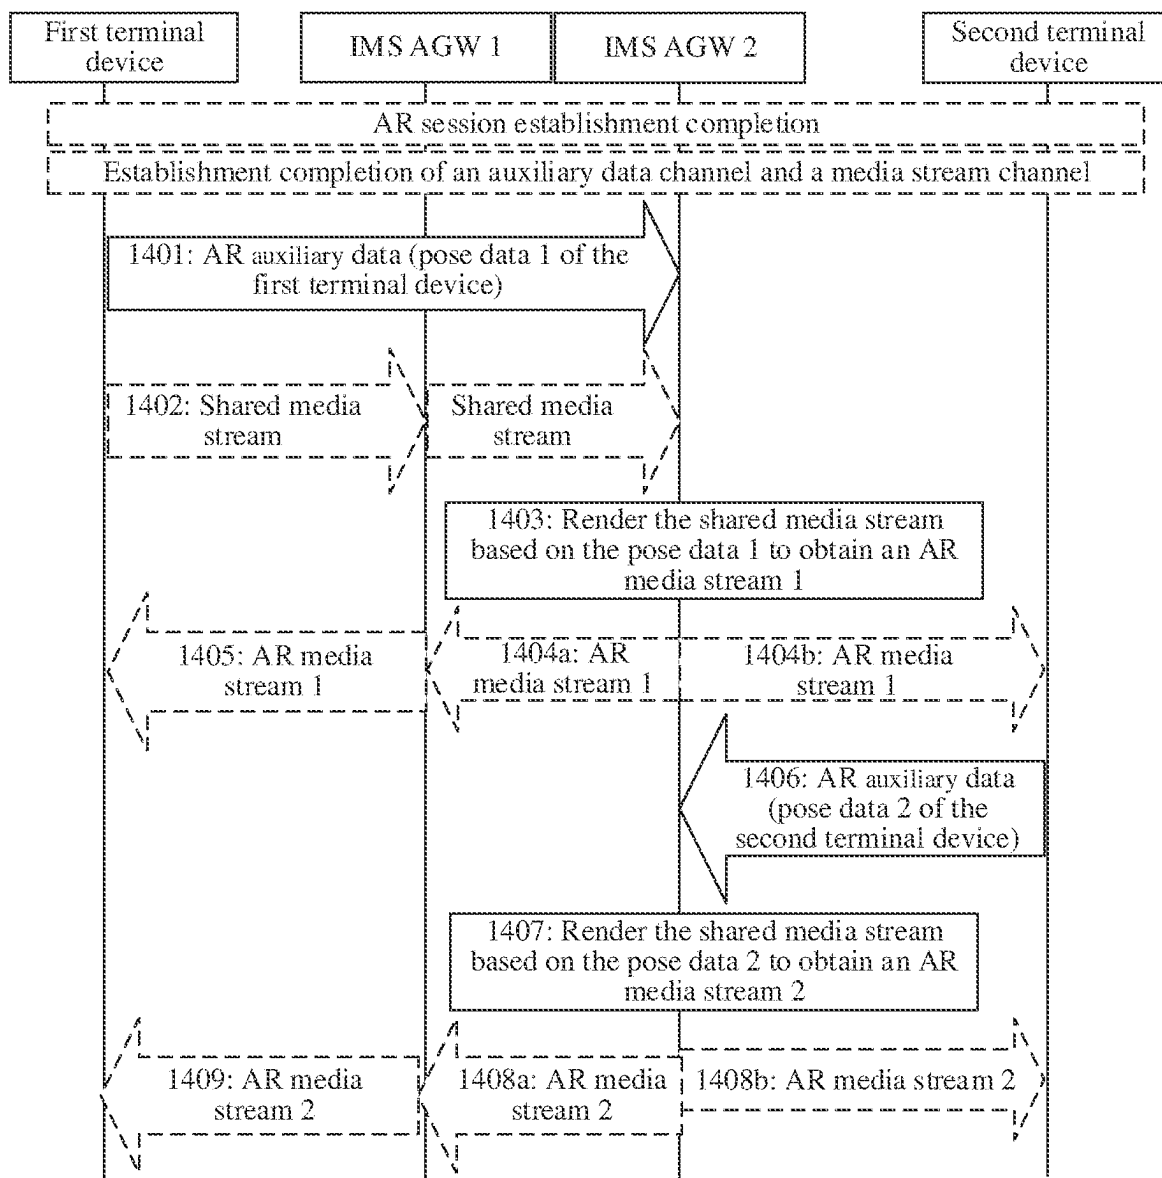 First terminal
device
IMS AGW 1
IMS AGW 2
Second terminal
device
AR session establishment completion
Establishment completion of an auxiliary data channel and a media stream channel
1401: AR auxiliary data (pose data 1 of the
first terminal device)
1402: Shared media
stream
Shared media
stream
1403: Render the shared media stream
based on the pose data 1 to obtain an AR
media stream 1
1405: AR media
stream 1
1404a: AR
media stream 1
1404b: AR media
stream 1
1406: AR auxiliary data
(pose data 2 of the
second terminal device)
1407: Render the shared media stream
based on the pose data 2 to obtain an AR
media stream 2
1409: AR media
stream 2
1408a: AR media
stream 2
1408b: AR media stream 2